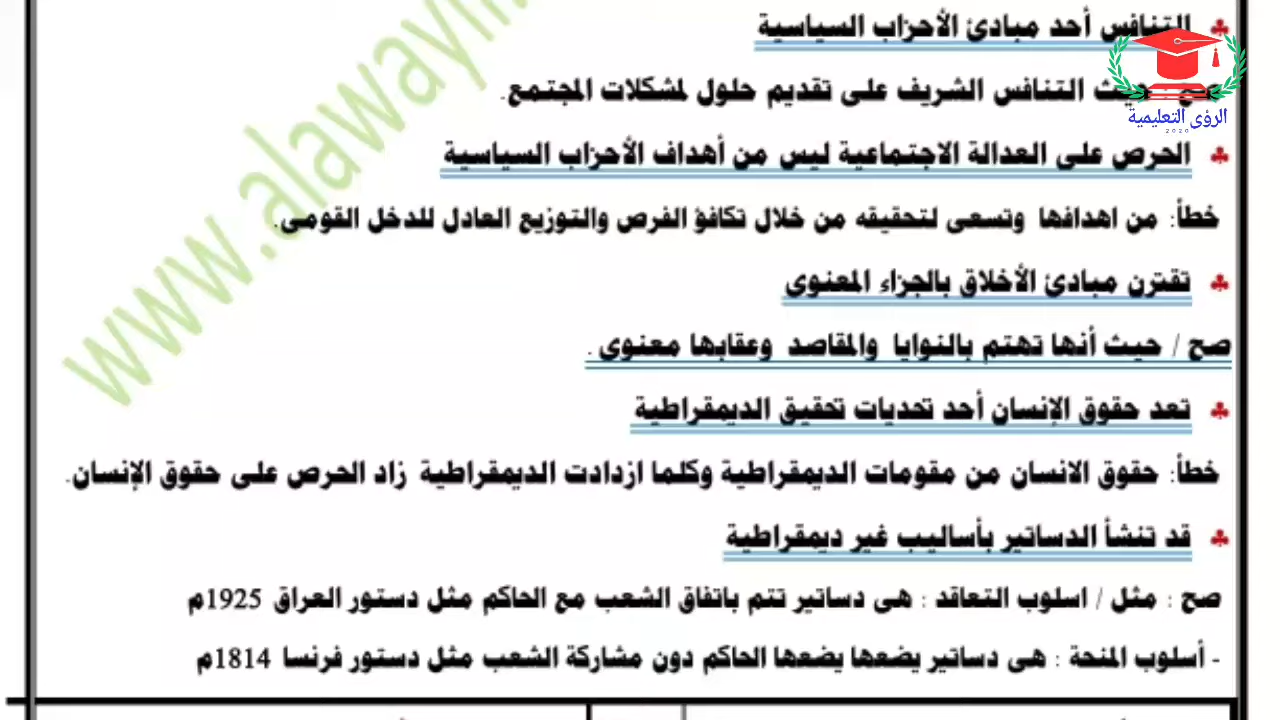 التنافس أحد مبادئ الأحزاب السياسية
صح : حيث التنافس الشريف على تقديم حلول لمشكلات المجتمع.
الحرص على العدالة الاجتماعية ليس من أهداف الأحزاب السياسية
خطأ: من اهدافها وتسعى لتحقيقه من خلال تكافؤ الفرص والتوزيع العادل للدخل القومى.
تقترن مبادئ الأخلاق بالجزاء المعنوى
صح / حيث أنها تهتم بالنوايا والمقاصد وعقابها معنوى .
تعد حقوق الإنسان أحد تحديات تحقيق الديمقراطية
خطأ: حقوق الانسان من مقومات الديمقراطية وكلما ازدادت الديمقراطية زاد الحرص على حقوق الإنسان.
قد تنشأ الدساتير بأساليب غير ديمقراطية
صح : مثل / اسلوب التعاقد : هى دساتير تتم باتفاق الشعب مع الحاكم مثل دستور العراق 1925م
- أسلوب المنحة : هى دساتير يضعها يضعها الحاكم دون مشاركة الشعب مثل دستور فرنسا 1814م
الرؤى التعليمية
2020